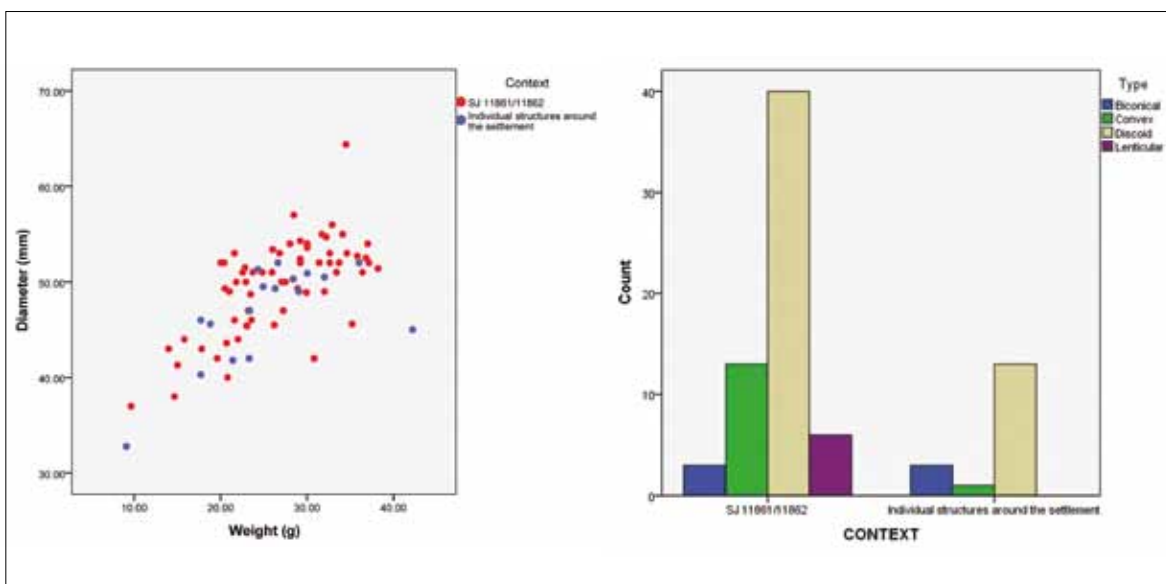 Context
SJ 11861/11862
Individual structures around
the settlement
70.00
60.00
50.00
40.00
30.00
Diameter (mm)
10.00
20.00
30.00
40.00
Weight (g)
Type
Biconical
Convex
Discoid
Lenticular
40
30
20
10
0
Count
SJ 11861/11862
Individual structures around the settlement
CONTEXT